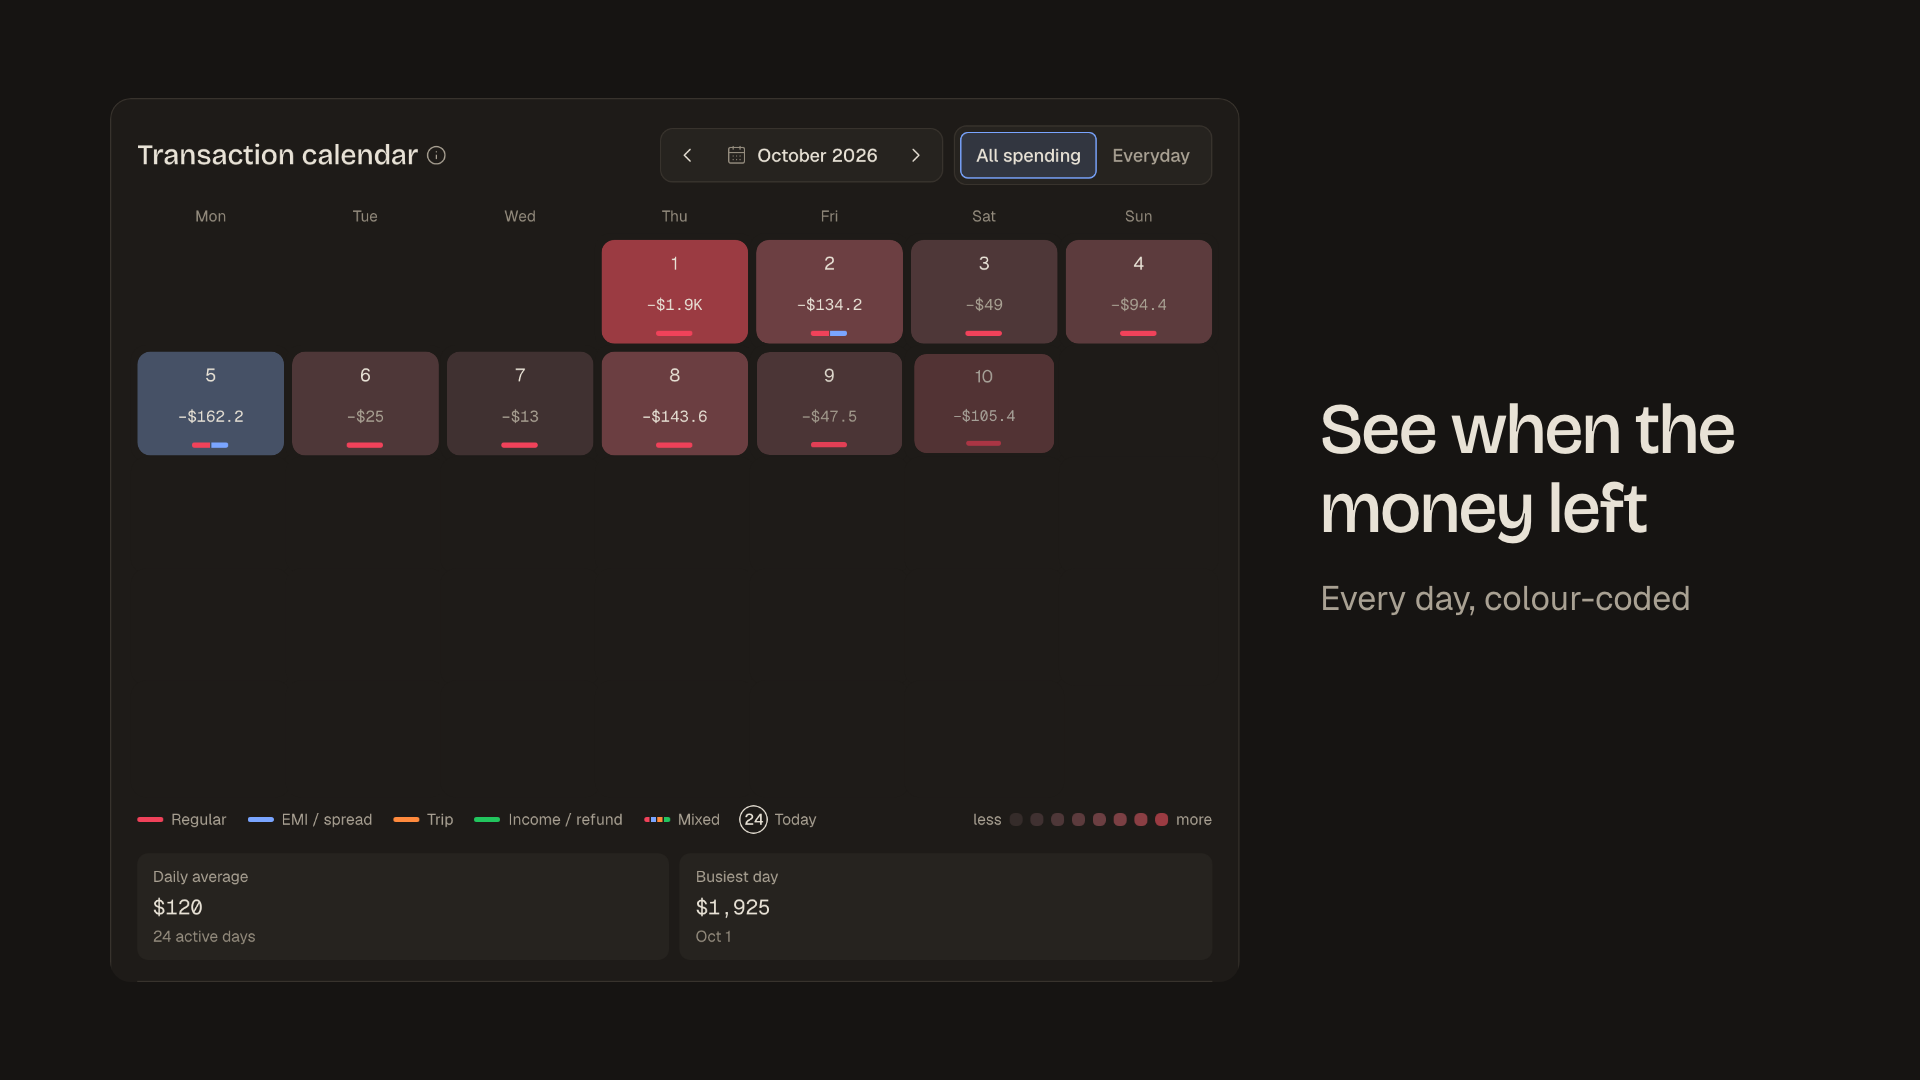 Transaction calendar
October 2026
All spending
Everyday
Mon Tue Wed Thu Fri Sat Sun
1 2 3 4
-$1.9K -$134.2 -$49 -$94.4
5 6 7 8 9 10
-$162.2 -$25 -$13 -$143.6 -$47.5 -$105.4
Regular EMI / spread Trip Income / refund Mixed 24 Today less more
Daily average
$120
24 active days
Busiest day
$1,925
Oct 1
See when the
money left
Every day, colour-coded